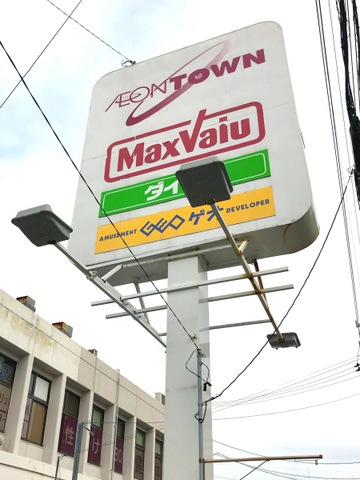 ÆON TOWN
MaxValu
ダイ
AMUSEMENT GEO ゲオ DEVELOPER